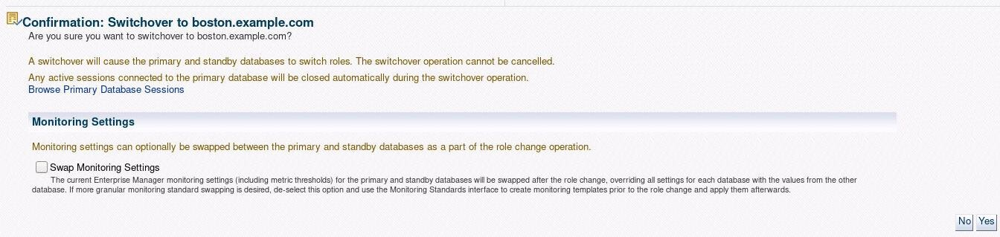 Confirmation: Switchover to boston.example.com
Are you sure you want to switchover to boston.example.com?
A switchover will cause the primary and standby databases to switch roles. The switchover operation cannot be cancelled.
Any active sessions connected to the primary database will be closed automatically during the switchover operation.
Browse Primary Database Sessions
Monitoring Settings
Monitoring settings can optionally be swapped between the primary and standby databases as a part of the role change operation.
Swap Monitoring Settings
The current Enterprise Manager monitoring settings (including metric thresholds) for the primary and standby databases will be swapped after the role change, overriding all settings for each database with the values from the other
database. If more granular monitoring standard swapping is desired, de-select this option and use the Monitoring Standards interface to create monitoring templates prior to the role change and apply them afterwards.
No Yes